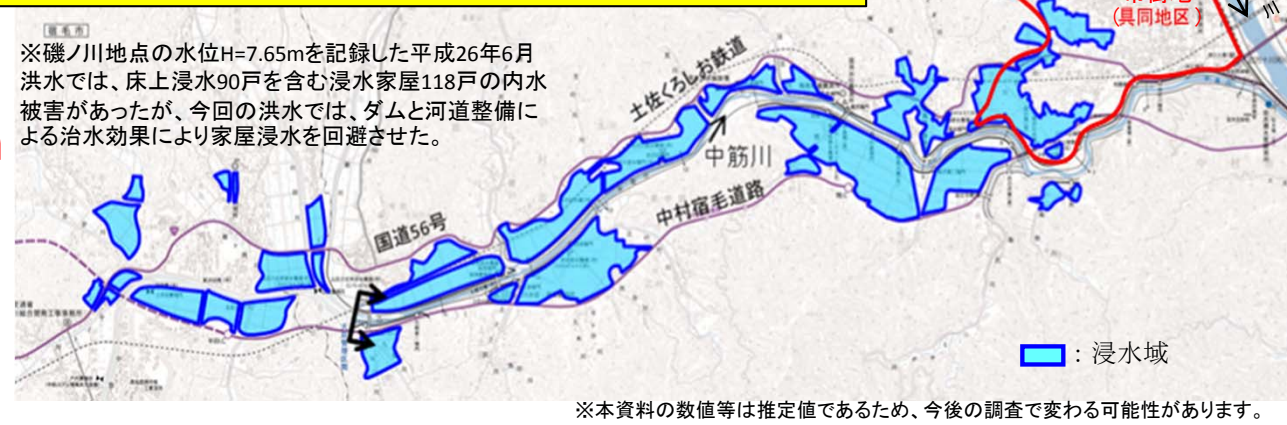 市街地
(具同地区)
川
宿毛市
※磯ノ川地点の水位H=7.65mを記録した平成26年6月
洪水では、床上浸水90戸を含む浸水家屋118戸の内水
被害があったが、今回の洪水では、ダムと河道整備に
よる治水効果により家屋浸水を回避させた。
土佐くろしお鉄道
中筋川
中村宿毛道路
国道56号
：浸水域
※本資料の数値等は推定値であるため、今後の調査で変わる可能性があります。